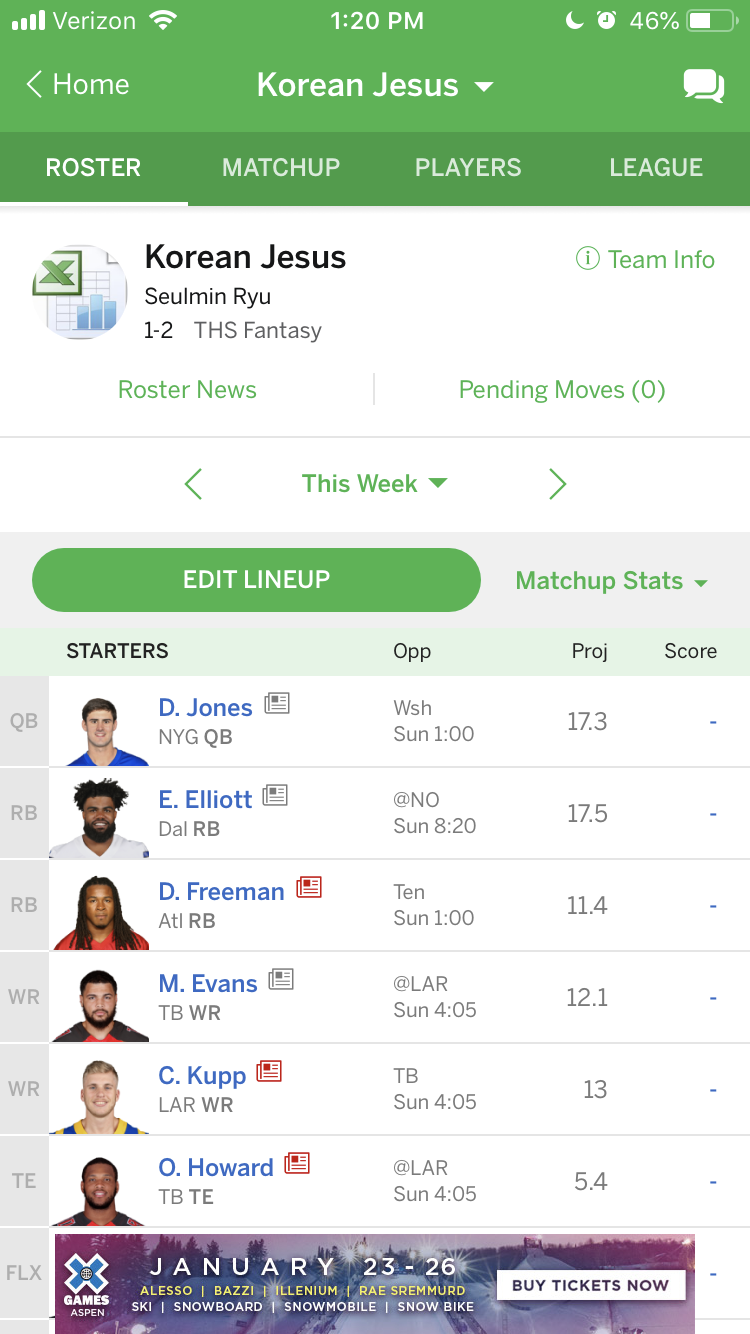 Verizon 1:20 PM 46%
Home Korean Jesus
ROSTER MATCHUP PLAYERS LEAGUE
Korean Jesus
Team Info
Seulmin Ryu
1-2 THS Fantasy
Roster News Pending Moves (0)
This Week
EDIT LINEUP Matchup Stats
STARTERS Opp Proj Score
QB D. Jones NYG QB Wsh Sun 1:00 17.3 -
RB E. Elliott Dal RB @NO Sun 8:20 17.5 -
RB D. Freeman Atl RB Ten Sun 1:00 11.4 -
WR M. Evans TB WR @LAR Sun 4:05 12.1 -
WR C. Kupp LAR WR TB Sun 4:05 13 -
TE O. Howard TB TE @LAR Sun 4:05 5.4 -
FLX -
X GAMES ASPEN
JANUARY 23-26
ALESSO | BAZZI | ILLENIUM | RAE SREMMURD
SKI | SNOWBOARD | SNOWMOBILE | SNOW BIKE
BUY TICKETS NOW